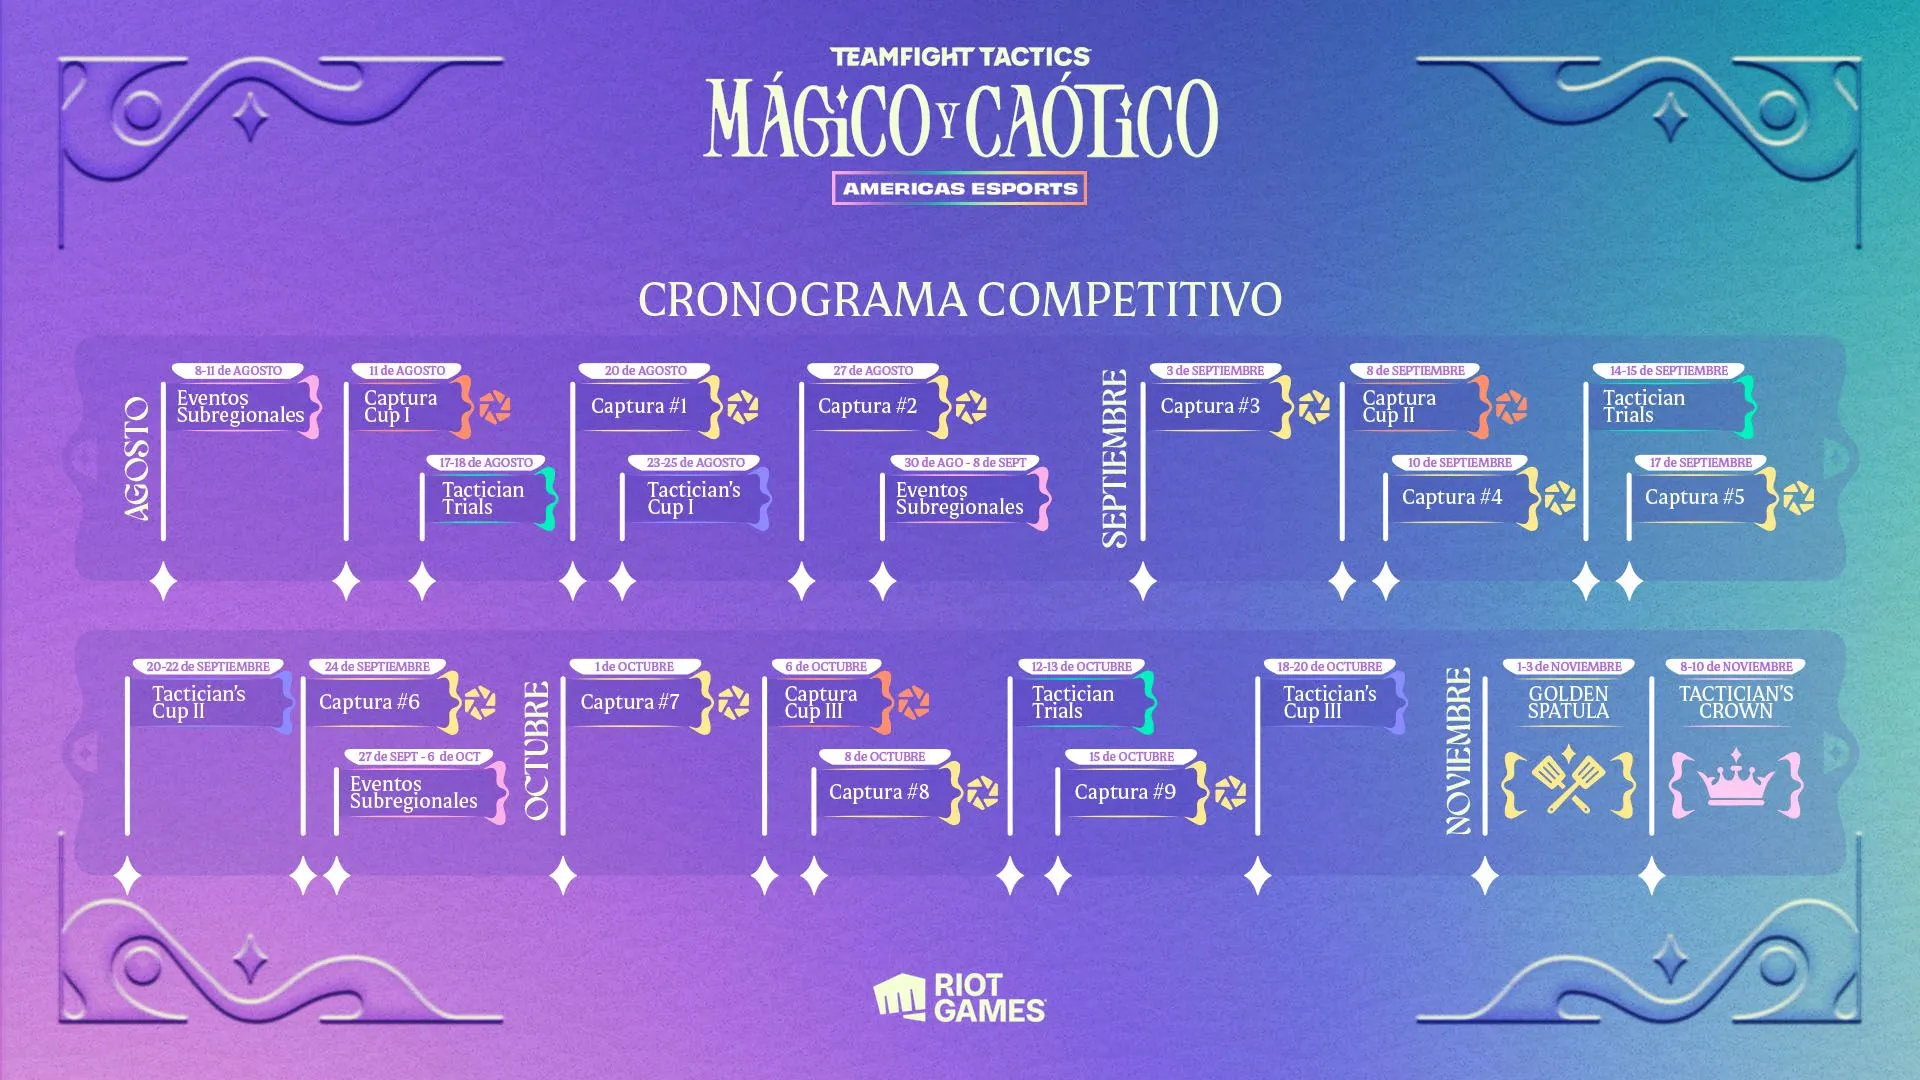 TEAMFIGHT TACTICS
MÁGICO Y CAÓTICO
AMERICAS ESPORTS
CRONOGRAMA COMPETITIVO
AGOSTO
8-11 de AGOSTO
Eventos
Subregionales
11 de AGOSTO
Captura
Cup I
17-18 de AGOSTO
Tactician
Trials
20 de AGOSTO
Captura #1
23-25 de AGOSTO
Tactician's
Cup I
27 de AGOSTO
Captura #2
30 de AGO - 8 de SEPT
Eventos
Subregionales
SEPTIEMBRE
3 de SEPTIEMBRE
Captura #3
8 de SEPTIEMBRE
Captura
Cup II
10 de SEPTIEMBRE
Captura #4
14-15 de SEPTIEMBRE
Tactician
Trials
17 de SEPTIEMBRE
Captura #5
20-22 de SEPTIEMBRE
Tactician's
Cup II
24 de SEPTIEMBRE
Captura #6
27 de SEPT - 6 de OCT
Eventos
Subregionales
OCTUBRE
1 de OCTUBRE
Captura #7
6 de OCTUBRE
Captura
Cup III
8 de OCTUBRE
Captura #8
12-13 de OCTUBRE
Tactician
Trials
15 de OCTUBRE
Captura #9
18-20 de OCTUBRE
Tactician's
Cup III
NOVIEMBRE
1-3 de NOVIEMBRE
GOLDEN
SPATULA
8-10 de NOVIEMBRE
TACTICIAN'S
CROWN
RIOT
GAMES